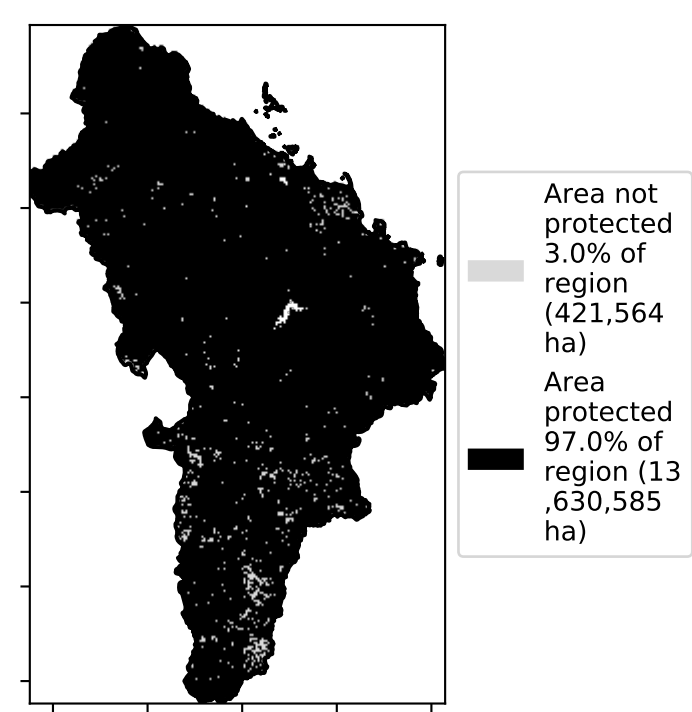 Area not
protected
3.0% of
region
(421,564
ha)
Area
protected
97.0% of
region (13
,630,585
ha)